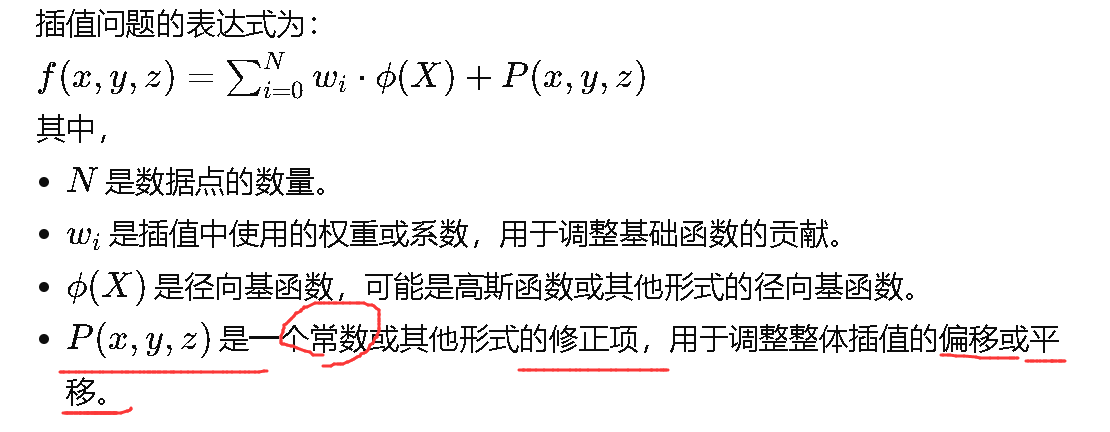 插值问题的表达式为：
f(x, y, z) = ∑_{i=0}^{N} w_i · ϕ(X) + P(x, y, z)
其中，
• N 是数据点的数量。
• w_i 是插值中使用的权重或系数，用于调整基础函数的贡献。
• ϕ(X) 是径向基函数，可能是高斯函数或其他形式的径向基函数。
• P(x, y, z) 是一个常数或其他形式的修正项，用于调整整体插值的偏移或平
移。